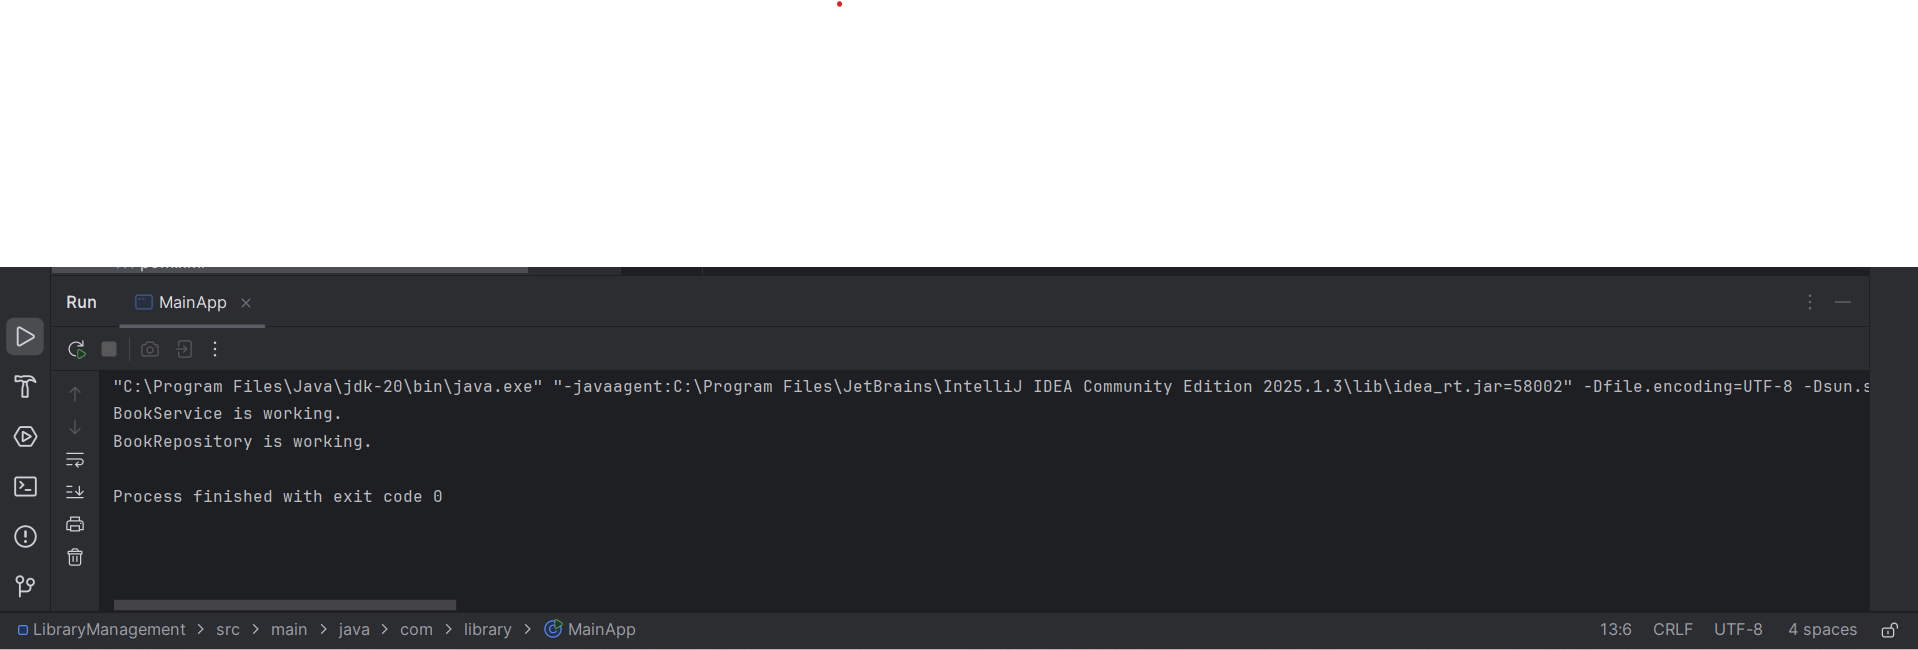 Run MainApp
"C:\Program Files\Java\jdk-20\bin\java.exe" "-javaagent:C:\Program Files\JetBrains\IntelliJ IDEA Community Edition 2025.1.3\lib\idea_rt.jar=58002" -Dfile.encoding=UTF-8 -Dsun.s
BookService is working.
BookRepository is working.
Process finished with exit code 0
LibraryManagement > src > main > java > com > library > MainApp 13:6 CRLF UTF-8 4 spaces